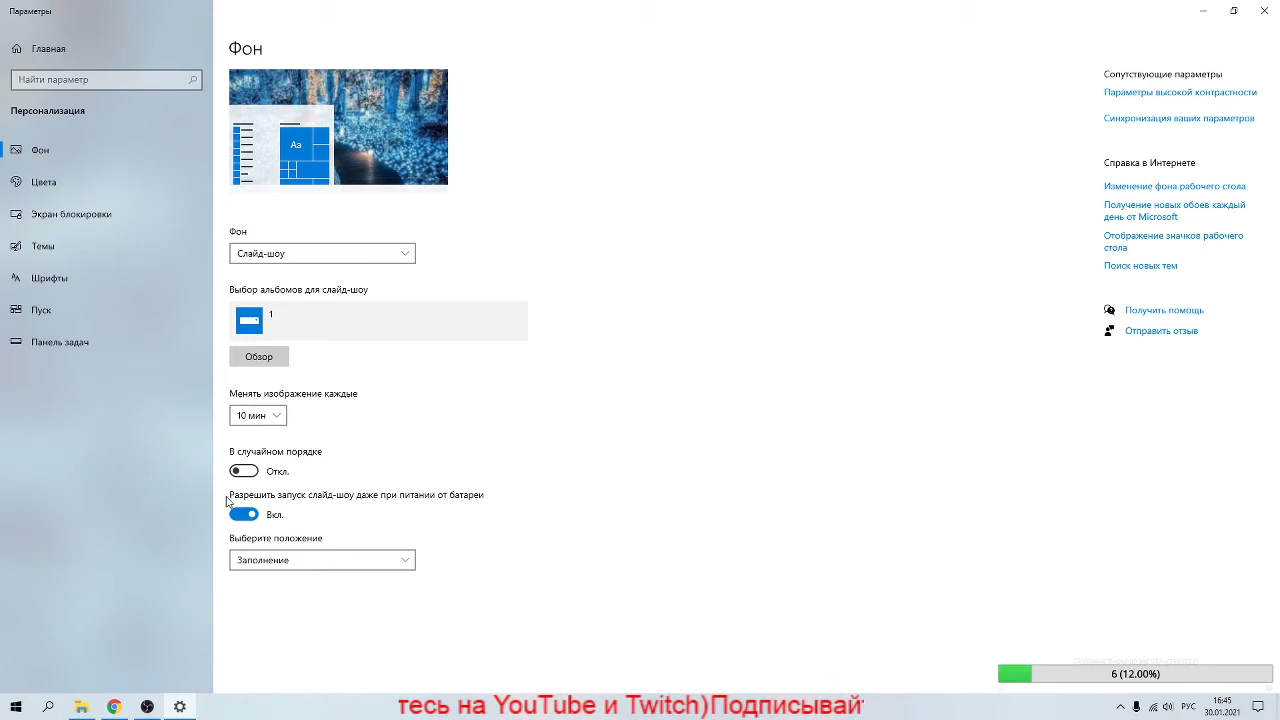 Параметры
Главная
Найти параметр
Персонализация
Фон
Цвета
Экран блокировки
Темы
Шрифты
Пуск
Панель задач
Фон
Aa
Фон
Слайд-шоу
Выбор альбомов для слайд-шоу
1
Обзор
Менять изображение каждые
10 мин
В случайном порядке
Откл.
Разрешить запуск слайд-шоу даже при питании от батареи
Вкл.
Выберите положение
Заполнение
Сопутствующие параметры
Параметры высокой контрастности
Синхронизация ваших параметров
Справка в Интернете
Изменение фона рабочего стола
Получение новых обоев каждый
день от Microsoft
Отображение значков рабочего
стола
Поиск новых тем
Получить помощь
Отправить отзыв
6 (12.00%)
тесь на YouTube и Twitch)Подписывайт
РУС
16:45
30.01.2021